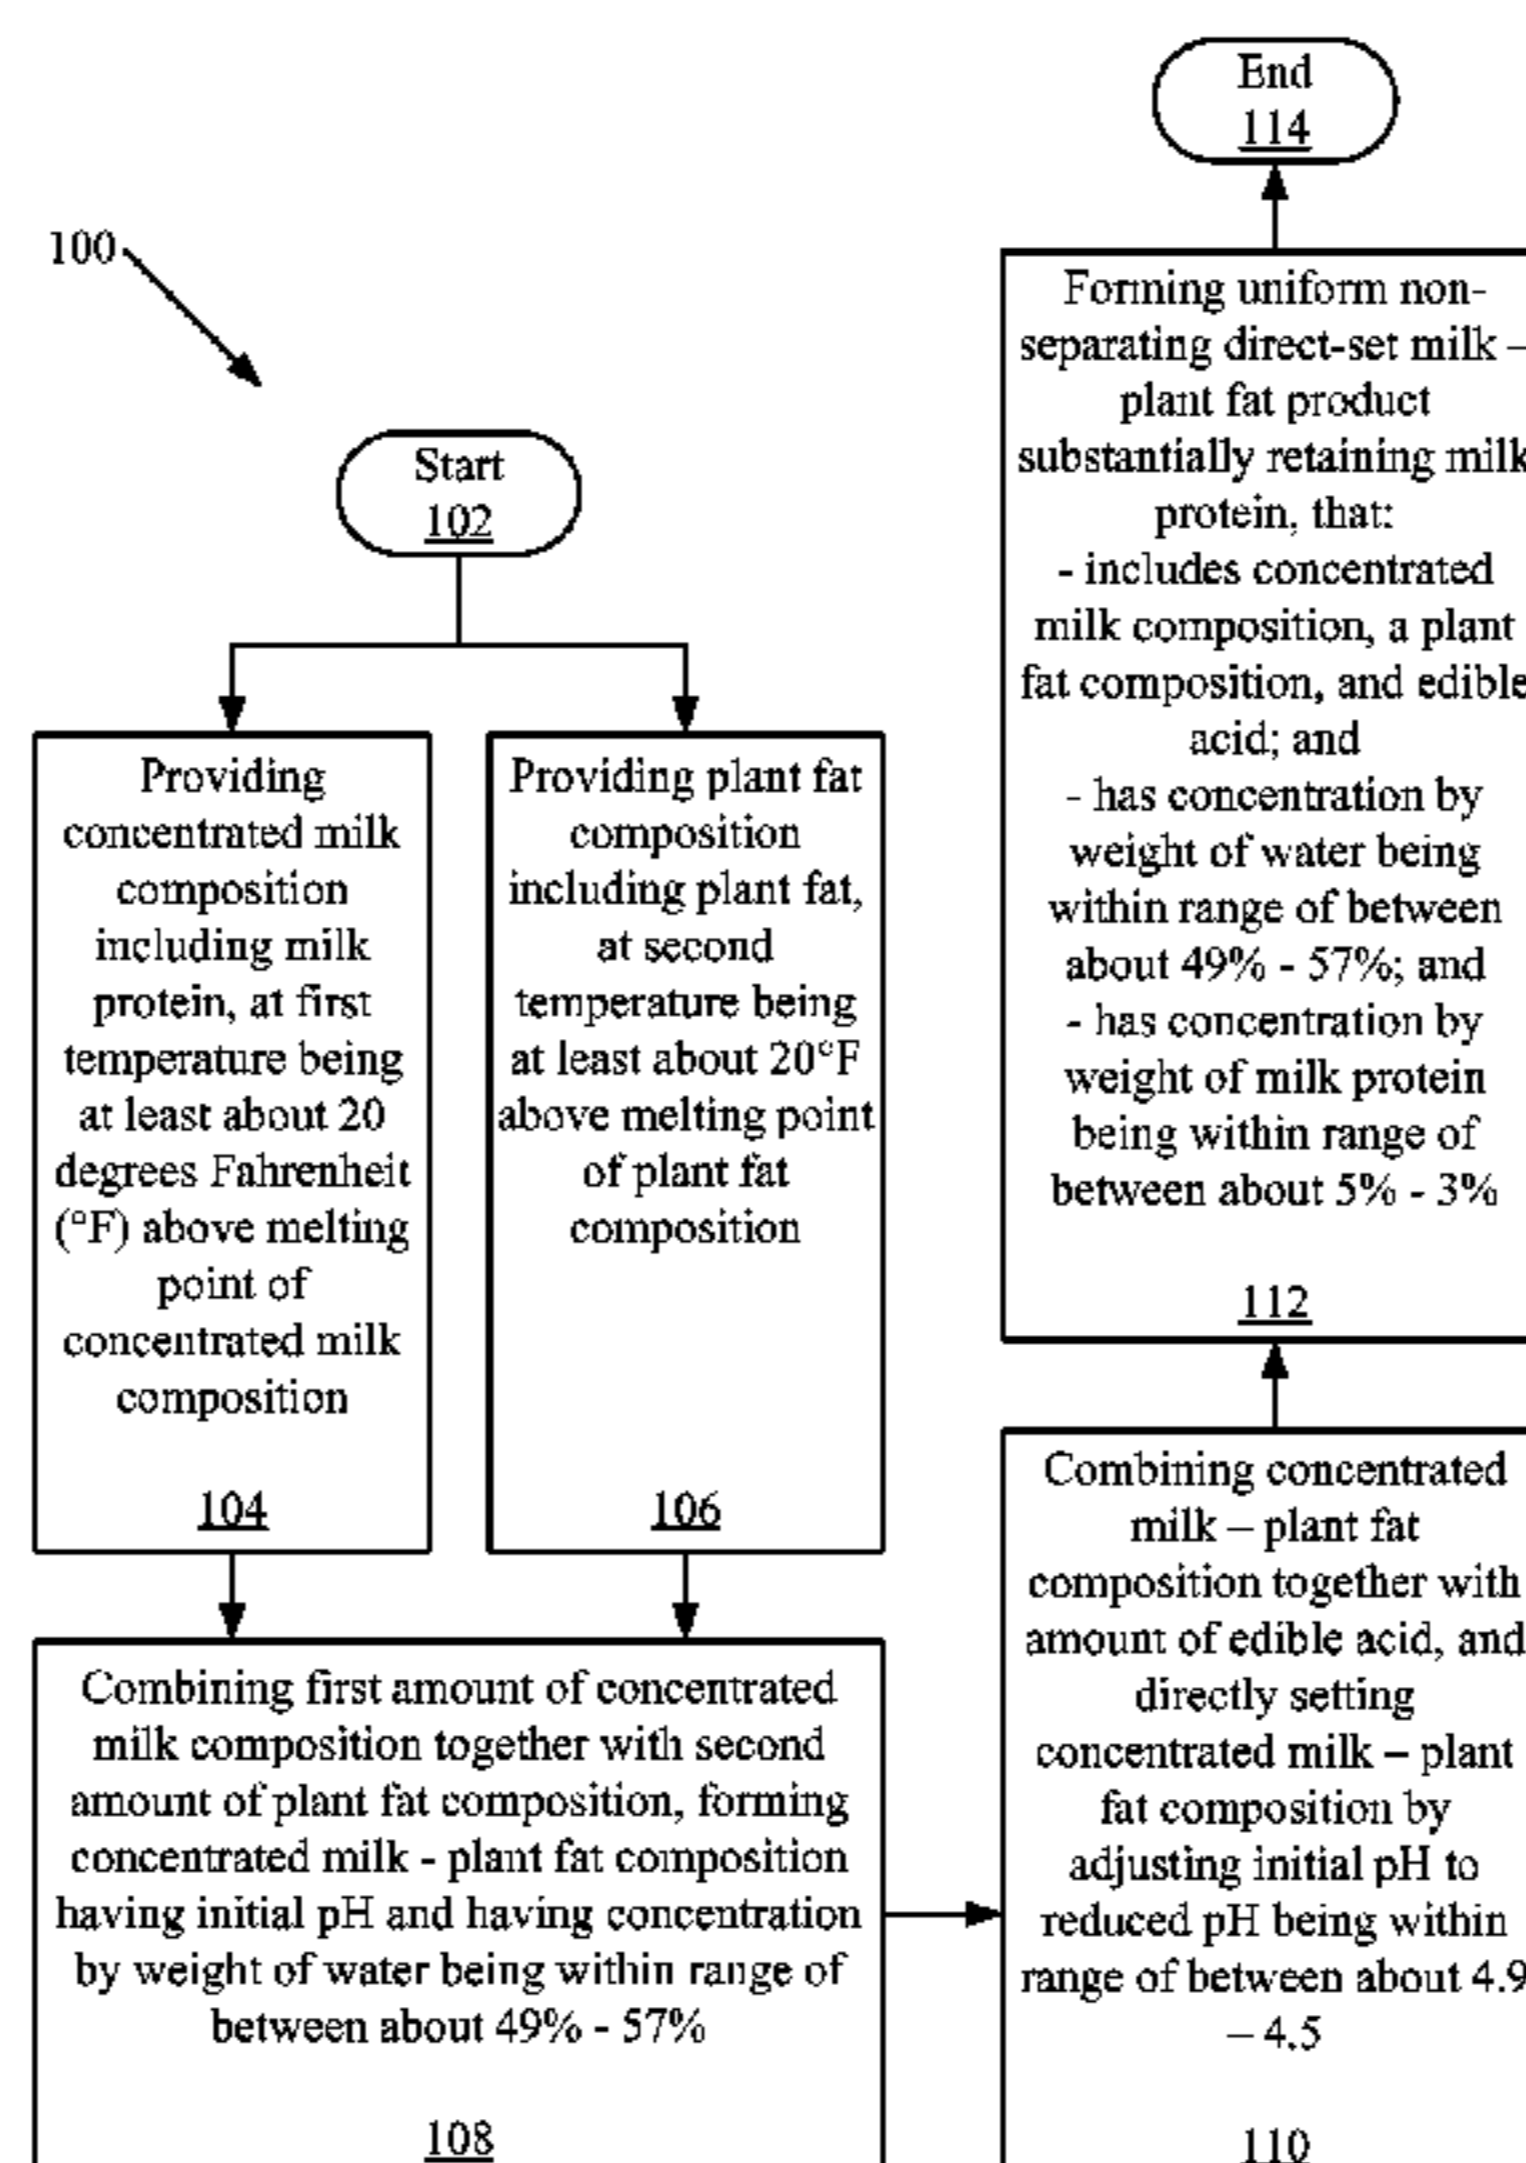 100
Start
102
Providing
concentrated milk
composition
including milk
protein, at first
temperature being
at least about 20
degrees Fahrenheit
(°F) above melting
point of
concentrated milk
composition
104
Providing plant fat
composition
including plant fat,
at second
temperature being
at least about 20°F
above melting point
of plant fat
composition
106
Combining first amount of concentrated
milk composition together with second
amount of plant fat composition, forming
concentrated milk - plant fat composition
having initial pH and having concentration
by weight of water being within range of
between about 49% - 57%
108
Combining concentrated
milk – plant fat
composition together with
amount of edible acid, and
directly setting
concentrated milk – plant
fat composition by
adjusting initial pH to
reduced pH being within
range of between about 4.9
– 4.5
110
Forming uniform non-
separating direct-set milk –
plant fat product
substantially retaining milk
protein, that:
- includes concentrated
milk composition, a plant
fat composition, and edible
acid; and
- has concentration by
weight of water being
within range of between
about 49% - 57%; and
- has concentration by
weight of milk protein
being within range of
between about 5% - 3%
112
End
114